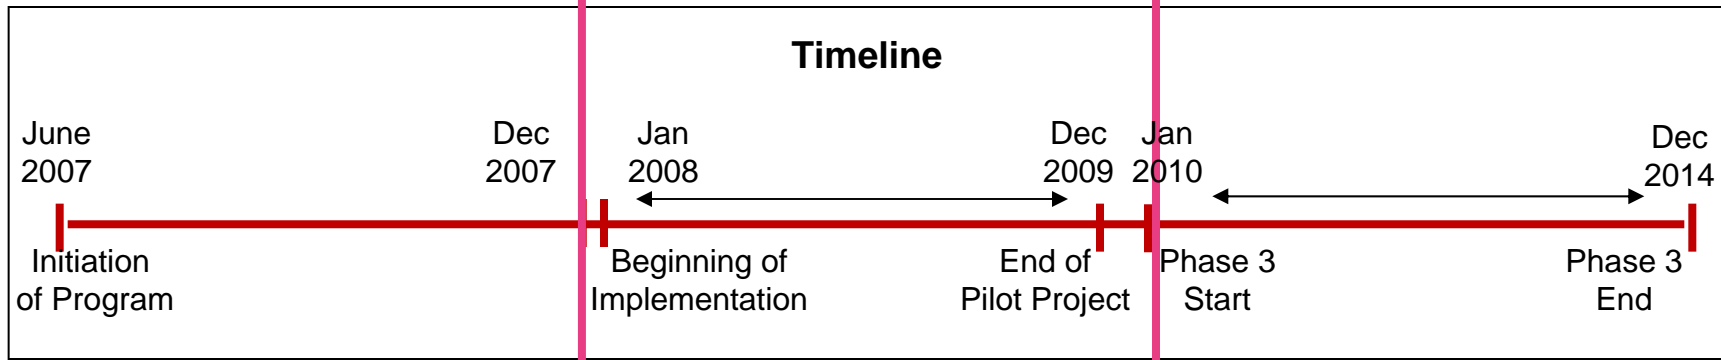 Timeline
June
2007
Dec
2007
Jan
2008
Dec
2009
Jan
2010
Dec
2014
Initiation
of Program
Beginning of
Implementation
End of
Pilot Project
Phase 3
Start
Phase 3
End